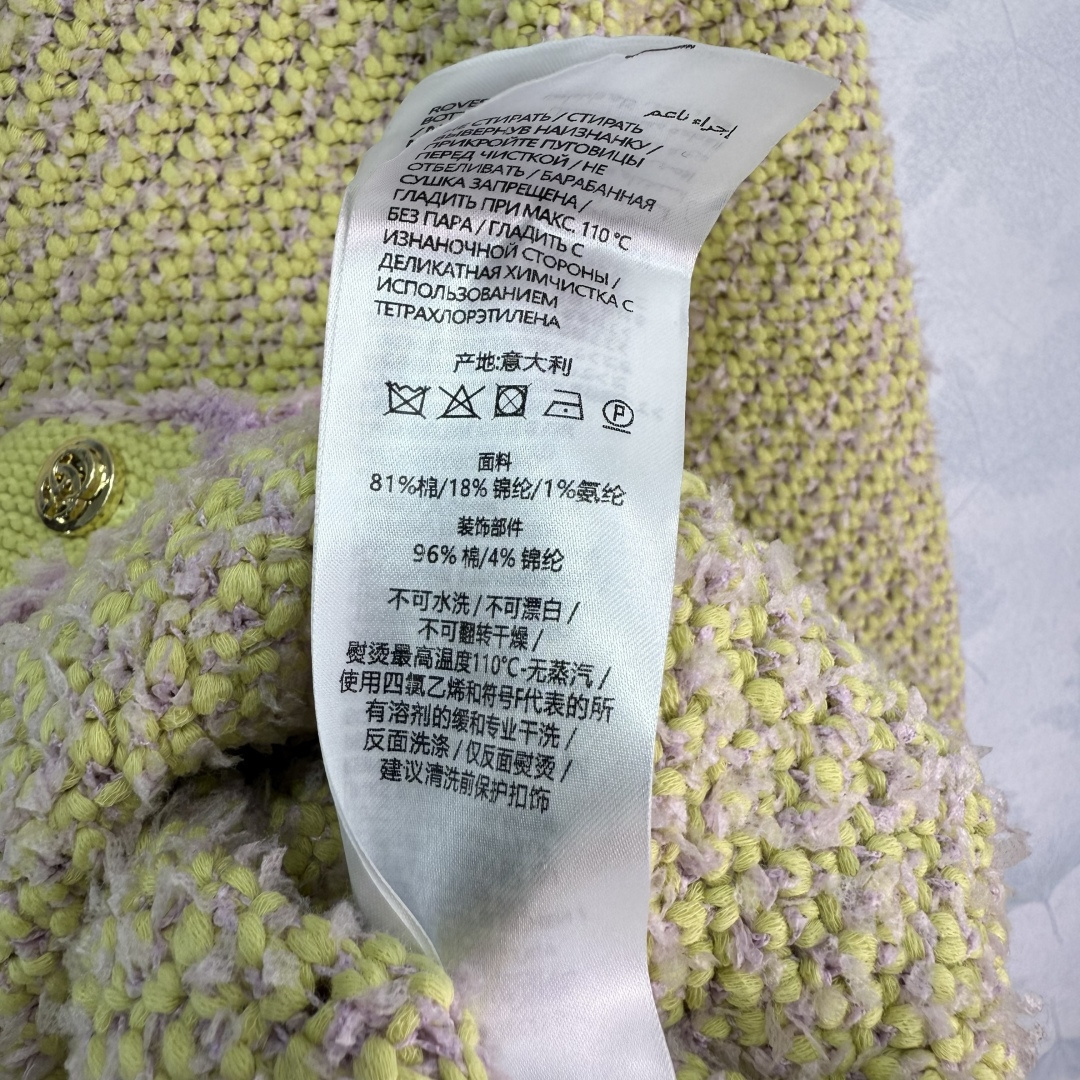 НЕ СТИРАТЬ / СТИРАТЬ
ВЫВЕРНУВ НАИЗНАНКУ /
ПРИКРОЙТЕ ПУГОВИЦЫ
ПЕРЕД ЧИСТКОЙ / НЕ
ОТБЕЛИВАТЬ / БАРАБАННАЯ
СУШКА ЗАПРЕЩЕНА /
ГЛАДИТЬ ПРИ МАКС. 110 °C
БЕЗ ПАРА / ГЛАДИТЬ С
ИЗНАНОЧНОЙ СТОРОНЫ /
ДЕЛИКАТНАЯ ХИМЧИСТКА С
ИСПОЛЬЗОВАНИЕМ
ТЕТРАХЛОРЭТИЛЕНА
产地:意大利
P
面料
81%棉/18% 锦纶/1%氨纶
装饰部件
96% 棉/4% 锦纶
不可水洗 / 不可漂白 /
不可翻转干燥 /
熨烫最高温度110°C-无蒸汽 /
使用四氯乙烯和符号F代表的所
有溶剂的缓和专业干洗 /
反面洗涤 / 仅反面熨烫 /
建议清洗前保护扣饰